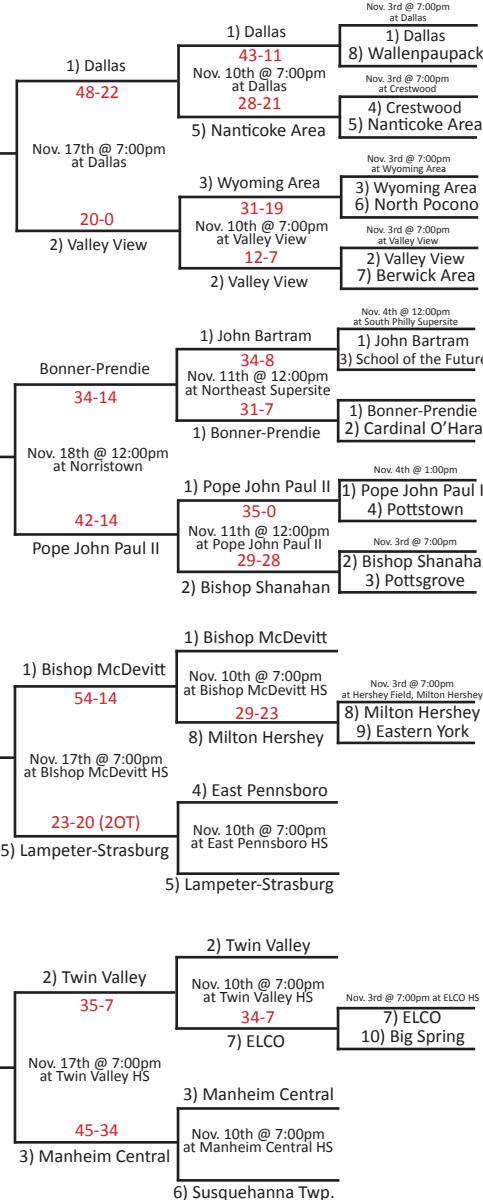 Nov. 3rd @ 7:00pm
at Dallas
1) Dallas
8) Wallenpaupack
1) Dallas
43-11
Nov. 10th @ 7:00pm
at Dallas
28-21
5) Nanticoke Area
Nov. 3rd @ 7:00pm
at Crestwood
4) Crestwood
5) Nanticoke Area
1) Dallas
48-22
Nov. 17th @ 7:00pm
at Dallas
20-0
2) Valley View
Nov. 3rd @ 7:00pm
at Wyoming Area
3) Wyoming Area
6) North Pocono
3) Wyoming Area
31-19
Nov. 10th @ 7:00pm
at Valley View
12-7
2) Valley View
Nov. 3rd @ 7:00pm
at Valley View
2) Valley View
7) Berwick Area
Nov. 4th @ 12:00pm
at South Philly Supersite
1) John Bartram
3) School of the Future
1) John Bartram
34-8
Nov. 11th @ 12:00pm
at Northeast Supersite
31-7
1) Bonner-Prendie
1) Bonner-Prendie
2) Cardinal O'Hara
Bonner-Prendie
34-14
Nov. 18th @ 12:00pm
at Norristown
42-14
Pope John Paul II
Nov. 4th @ 1:00pm
1) Pope John Paul I
4) Pottstown
1) Pope John Paul II
35-0
Nov. 11th @ 12:00pm
at Pope John Paul II
29-28
2) Bishop Shanahan
Nov. 3rd @ 7:00pm
2) Bishop Shanaha
3) Pottsgrove
1) Bishop McDevitt
Nov. 10th @ 7:00pm
at Bishop McDevitt HS
29-23
8) Milton Hershey
Nov. 3rd @ 7:00pm
at Hershey Field, Milton Hershey
8) Milton Hershey
9) Eastern York
1) Bishop McDevitt
54-14
Nov. 17th @ 7:00pm
at BIshop McDevitt HS
23-20 (2OT)
5) Lampeter-Strasburg
4) East Pennsboro
Nov. 10th @ 7:00pm
at East Pennsboro HS
5) Lampeter-Strasburg
2) Twin Valley
Nov. 10th @ 7:00pm
at Twin Valley HS
34-7
7) ELCO
Nov. 3rd @ 7:00pm at ELCO HS
7) ELCO
10) Big Spring
2) Twin Valley
35-7
Nov. 17th @ 7:00pm
at Twin Valley HS
45-34
3) Manheim Central
3) Manheim Central
Nov. 10th @ 7:00pm
at Manheim Central HS
6) Susquehanna Twp.